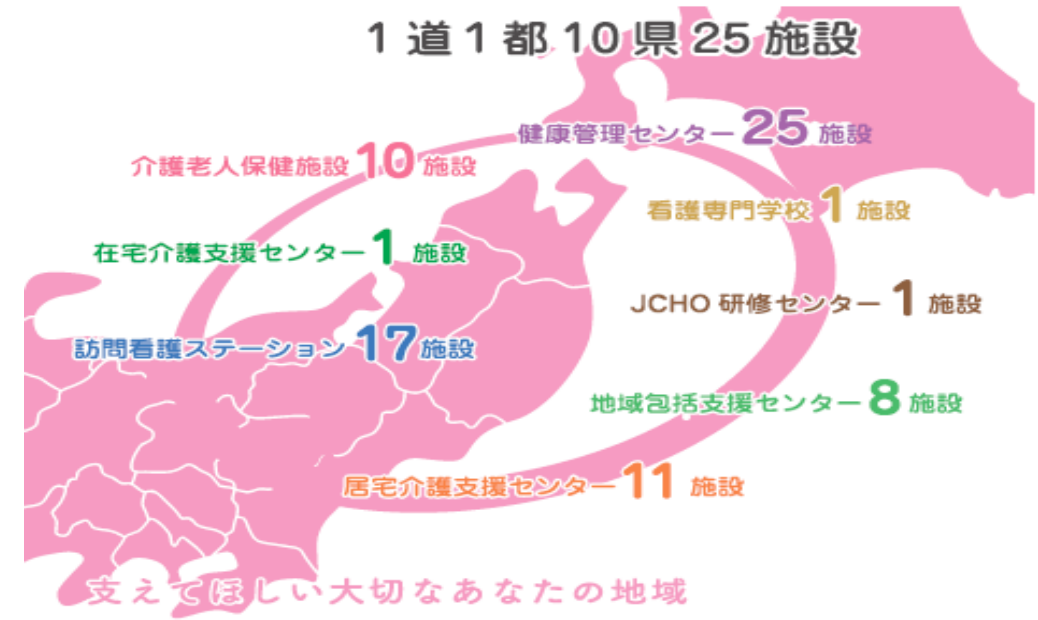 1道1都10県25施設
健康管理センター25施設
介護老人保健施設10施設
看護専門学校1施設
在宅介護支援センター1施設
JCHO研修センター1施設
訪問看護ステーション17施設
地域包括支援センター8施設
居宅介護支援センター11施設
支えてほしい大切なあなたの地域